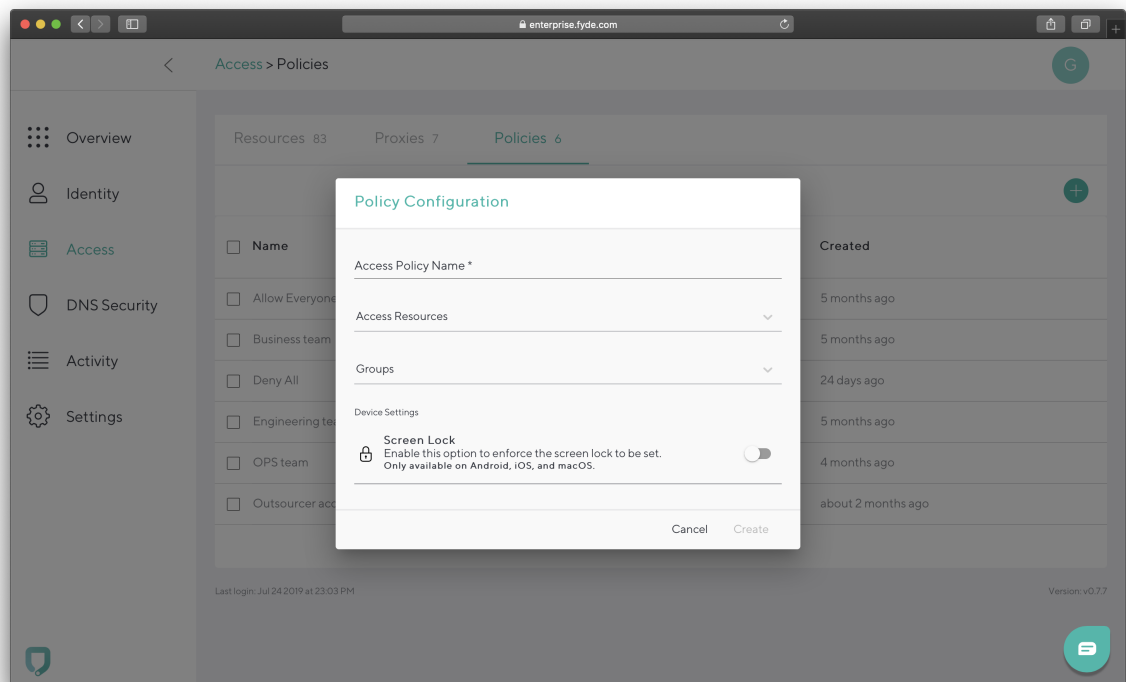 enterprise.fyde.com
Access > Policies
G
Overview
Identity
Access
DNS Security
Activity
Settings
Resources 83 Proxies 7 Policies 6
Name Created
Allow Everyone 5 months ago
Business team 5 months ago
Deny All 24 days ago
Engineering 5 months ago
OPS team 4 months ago
Outsourcer about 2 months ago
Policy Configuration
Access Policy Name *
Access Resources
Groups
Device Settings
Screen Lock
Enable this option to enforce the screen lock to be set.
Only available on Android, iOS, and macOS.
Cancel Create
Last login: Jul 24 2019 at 23:03 PM Version: v0.7.7